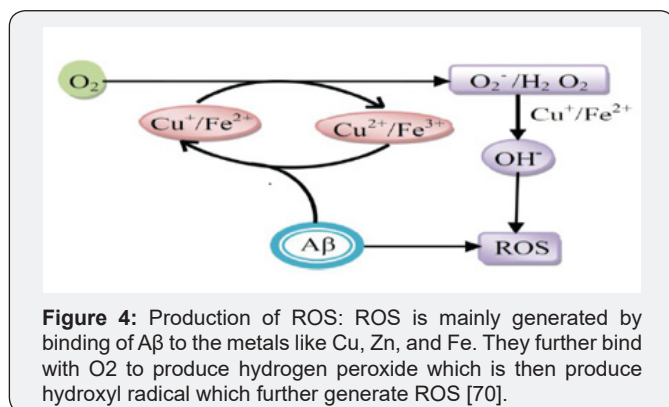 O₂
O₂⁻/H₂ O₂
Cu⁺/Fe²⁺
Cu⁺/Fe²⁺
Cu²⁺/Fe³⁺
OH⁻
Aβ
ROS
Figure 4: Production of ROS: ROS is mainly generated by
binding of Aβ to the metals like Cu, Zn, and Fe. They further bind
with O2 to produce hydrogen peroxide which is then produce
hydroxyl radical which further generate ROS [70].